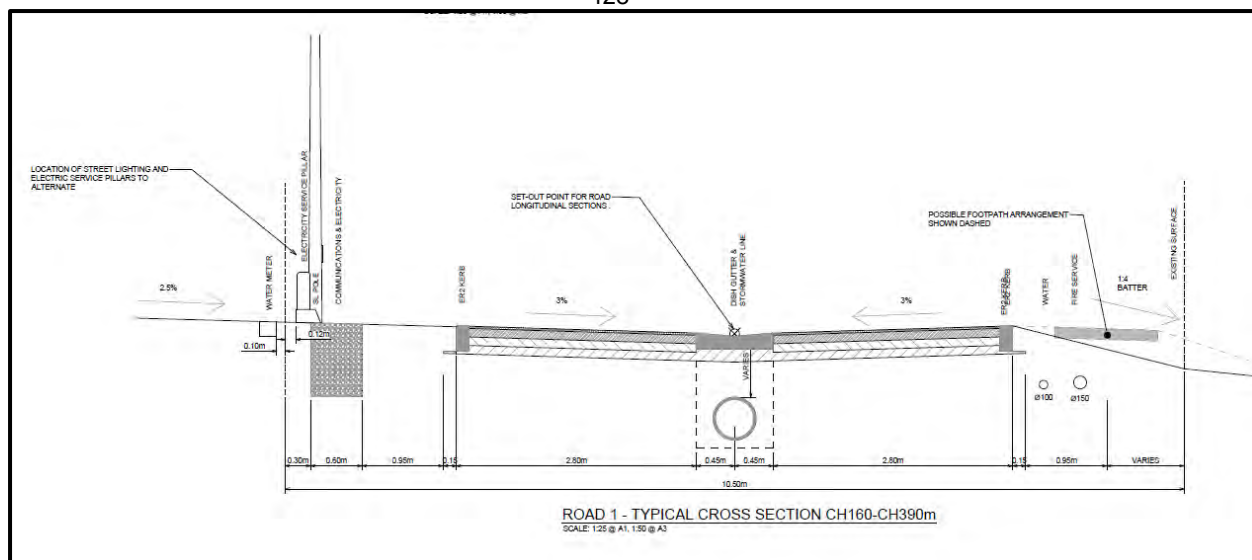 LOCATION OF STREET LIGHTING AND
ELECTRIC SERVICE PILLARS TO
ALTERNATE
WATER METER
ELECTRICITY SERVICE PILLAR
SL POLE
COMMUNICATIONS & ELECTRICITY
ER2 KERB
SET-OUT POINT FOR ROAD
LONGITUDINAL SECTIONS .
DISH GUTTER &
STORMWATER LINE
POSSIBLE FOOTPATH ARRANGEMENT
SHOWN DASHED
WATER
FIRE SERVICE
1:4
BATTER
EXISTING SURFACE
2.5%
3%
3%
0.12m
0.10m
VARIES
Ø100
Ø150
0.30m
0.60m
0.95m
0.15
2.80m
0.45m
0.45m
2.80m
0.15
0.95m
VARIES
10.50m
ROAD 1 - TYPICAL CROSS SECTION CH160-CH390m
SCALE: 1:25 @ A1, 1:50 @ A3